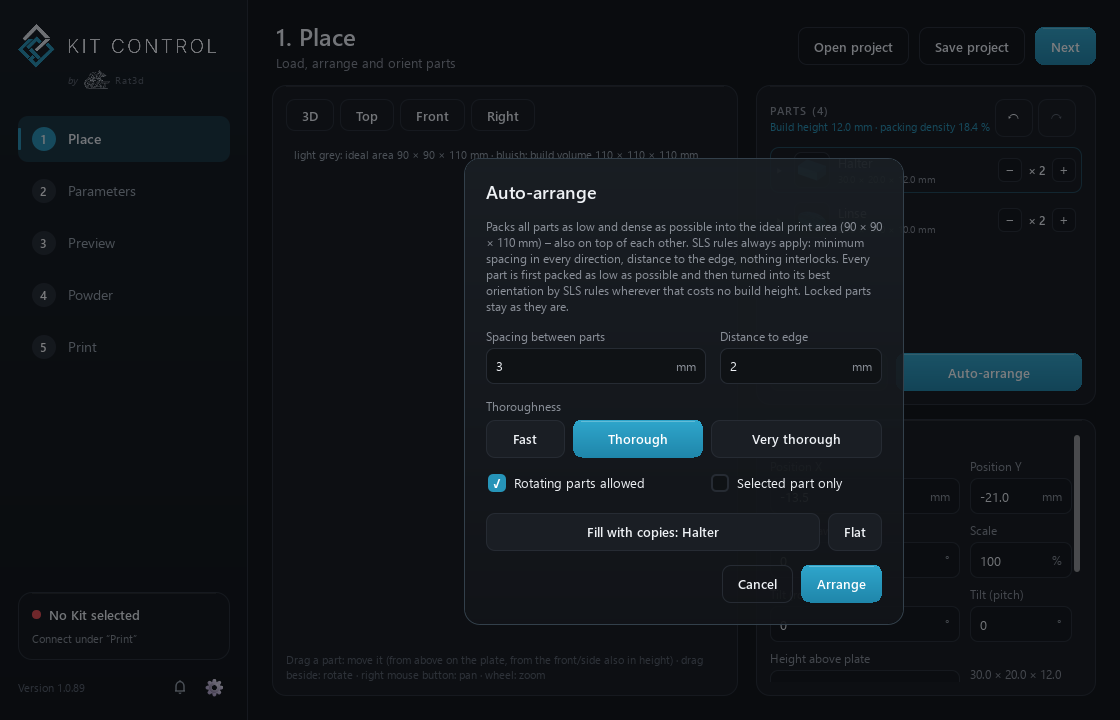 KIT CONTROL
by Rat3d
1 Place
2 Parameters
3 Preview
4 Powder
5 Print
No Kit selected
Connect under "Print"
Version 1.0.89
1. Place
Load, arrange and orient parts
Open project
Save project
Next
3D
Top
Front
Right
light grey: ideal area 90 × 90 × 110 mm · bluish: build volume 110 × 110 × 110 mm
Drag a part: move it (from above on the plate, from the front/side also in height) · drag
beside: rotate · right mouse button: pan · wheel: zoom
PARTS (4)
Build height 12.0 mm · packing density 18.4 %
Halter
2.0 mm
− × 2 +
0.0 mm
− × 2 +
Auto-arrange
Auto-arrange
Packs all parts as low and dense as possible into the ideal print area (90 × 90
× 110 mm) – also on top of each other. SLS rules always apply: minimum
spacing in every direction, distance to the edge, nothing interlocks. Every
part is first packed as low as possible and then turned into its best
orientation by SLS rules wherever that costs no build height. Locked parts
stay as they are.
Spacing between parts
Distance to edge
3 mm
2 mm
Thoroughness
Fast
Thorough
Very thorough
Rotating parts allowed
Selected part only
Fill with copies: Halter
Flat
Cancel
Arrange
Position Y
mm
-21.0 mm
Scale
°
100 %
Tilt (pitch)
0 °
0 °
Height above plate
30.0 × 20.0 × 12.0